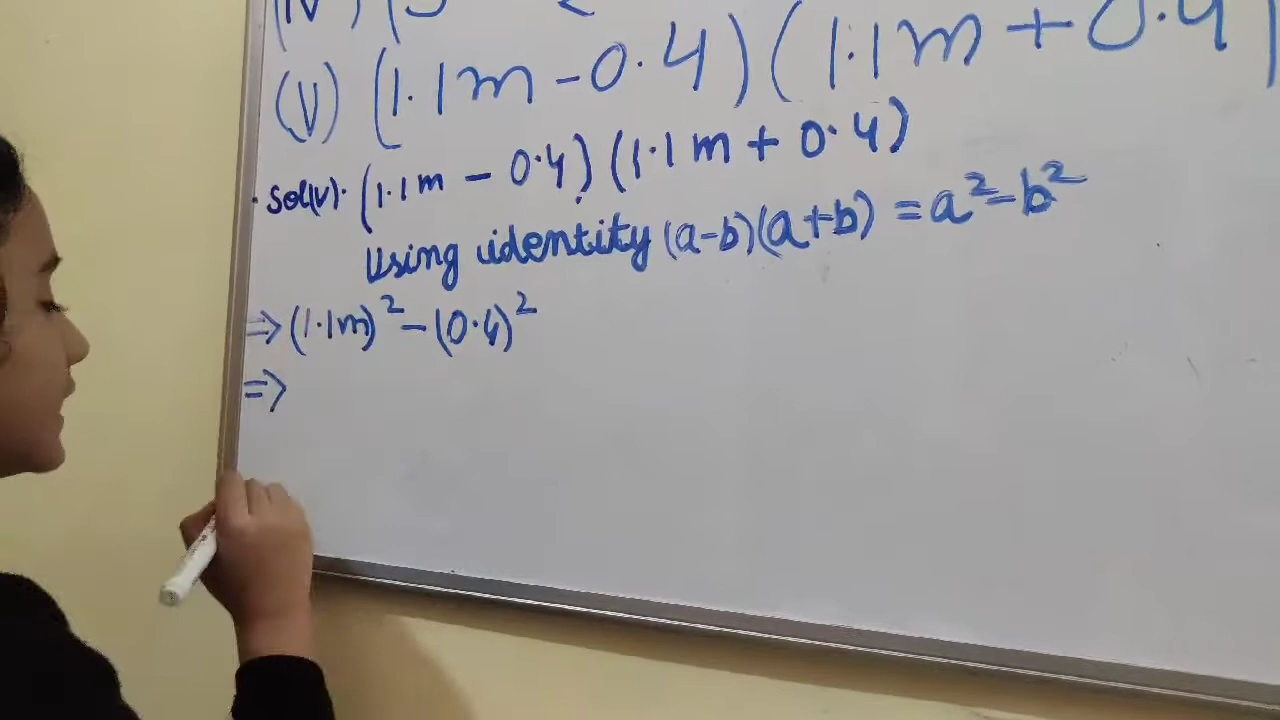 (iv) (
(V) (1.1m - 0.4) (1.1m + 0.4)
Sol(v). (1.1m - 0.4) (1.1m + 0.4)
Using identity (a-b)(a+b) = a² - b²
⇒ (1.1m)² - (0.4)²
⇒